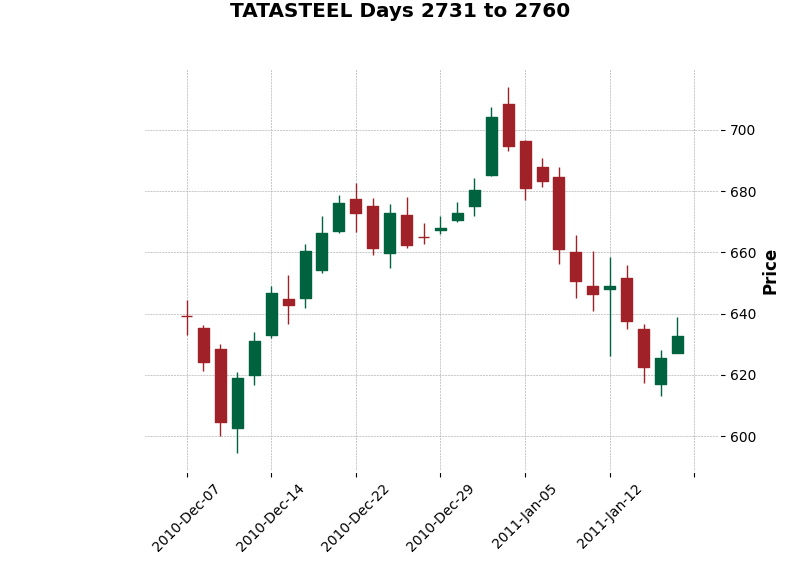 TATASTEEL Days 2731 to 2760
700
680
660
640
620
600
Price
2010-Dec-07
2010-Dec-14
2010-Dec-22
2010-Dec-29
2011-Jan-05
2011-Jan-12